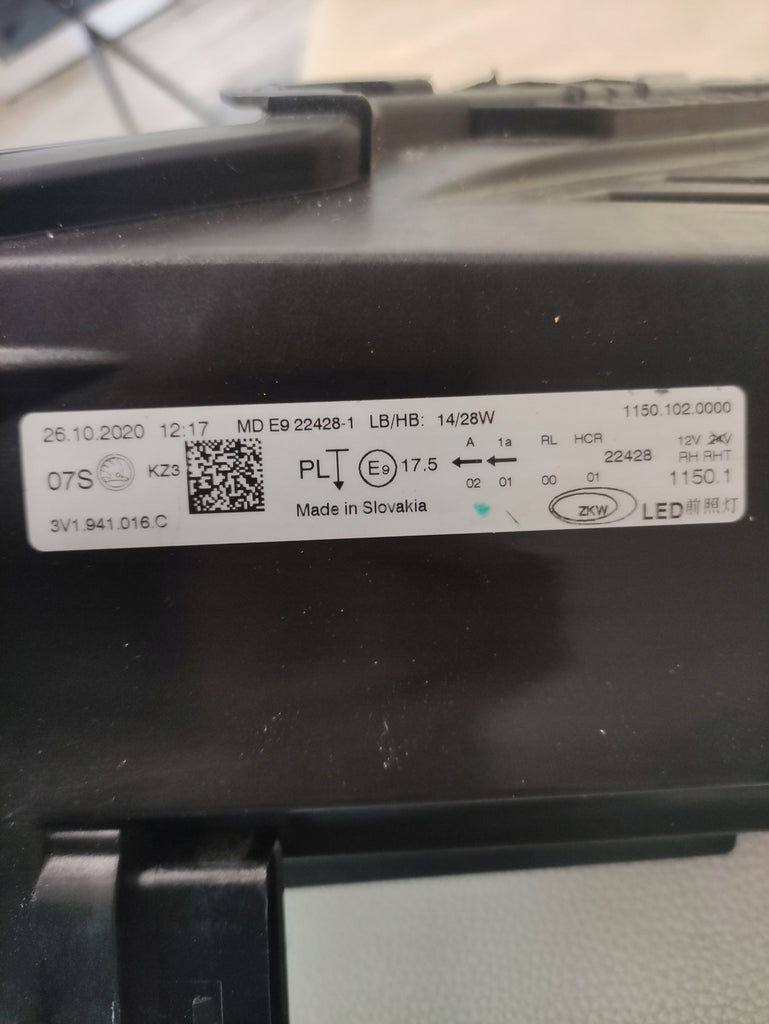 26.10.2020 12:17 MD E9 22428-1 LB/HB: 14/28W 1150.102.0000
07S KZ3 PL E9 17.5 A 1a RL HCR 22428 12V 24V
02 01 00 01 RH RHT
1150.1
3V1.941.016.C Made in Slovakia ZKW LED前照灯